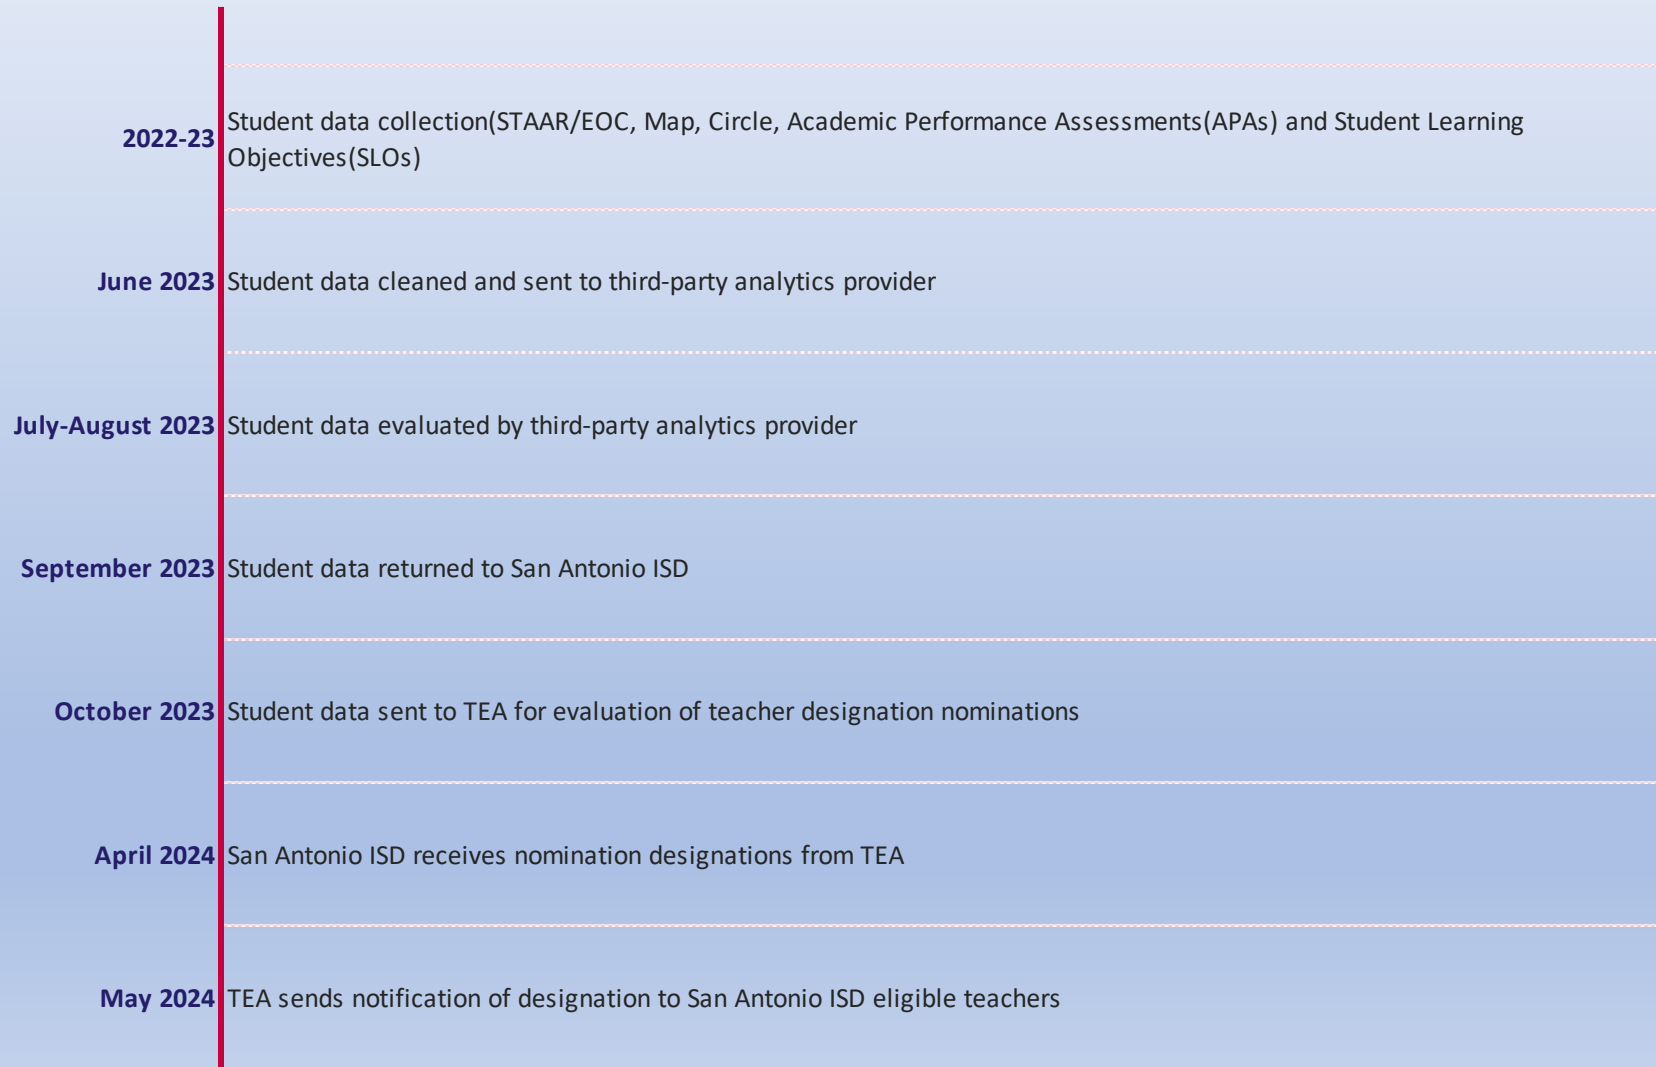 2022-23
Student data collection(STAAR/EOC, Map, Circle, Academic Performance Assessments(APAs) and Student Learning
Objectives(SLOs)
June 2023
Student data cleaned and sent to third-party analytics provider
July-August 2023
Student data evaluated by third-party analytics provider
September 2023
Student data returned to San Antonio ISD
October 2023
Student data sent to TEA for evaluation of teacher designation nominations
April 2024
San Antonio ISD receives nomination designations from TEA
May 2024
TEA sends notification of designation to San Antonio ISD eligible teachers